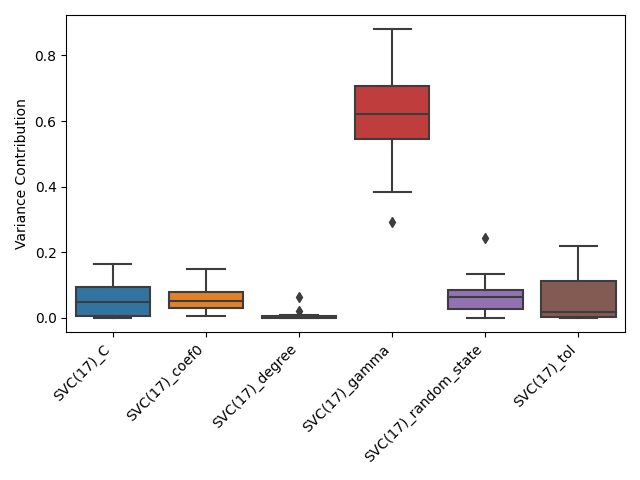 Variance Contribution
0.8
0.6
0.4
0.2
0.0
SVC(17)_C
SVC(17)_coef0
SVC(17)_degree
SVC(17)_gamma
SVC(17)_random_state
SVC(17)_tol